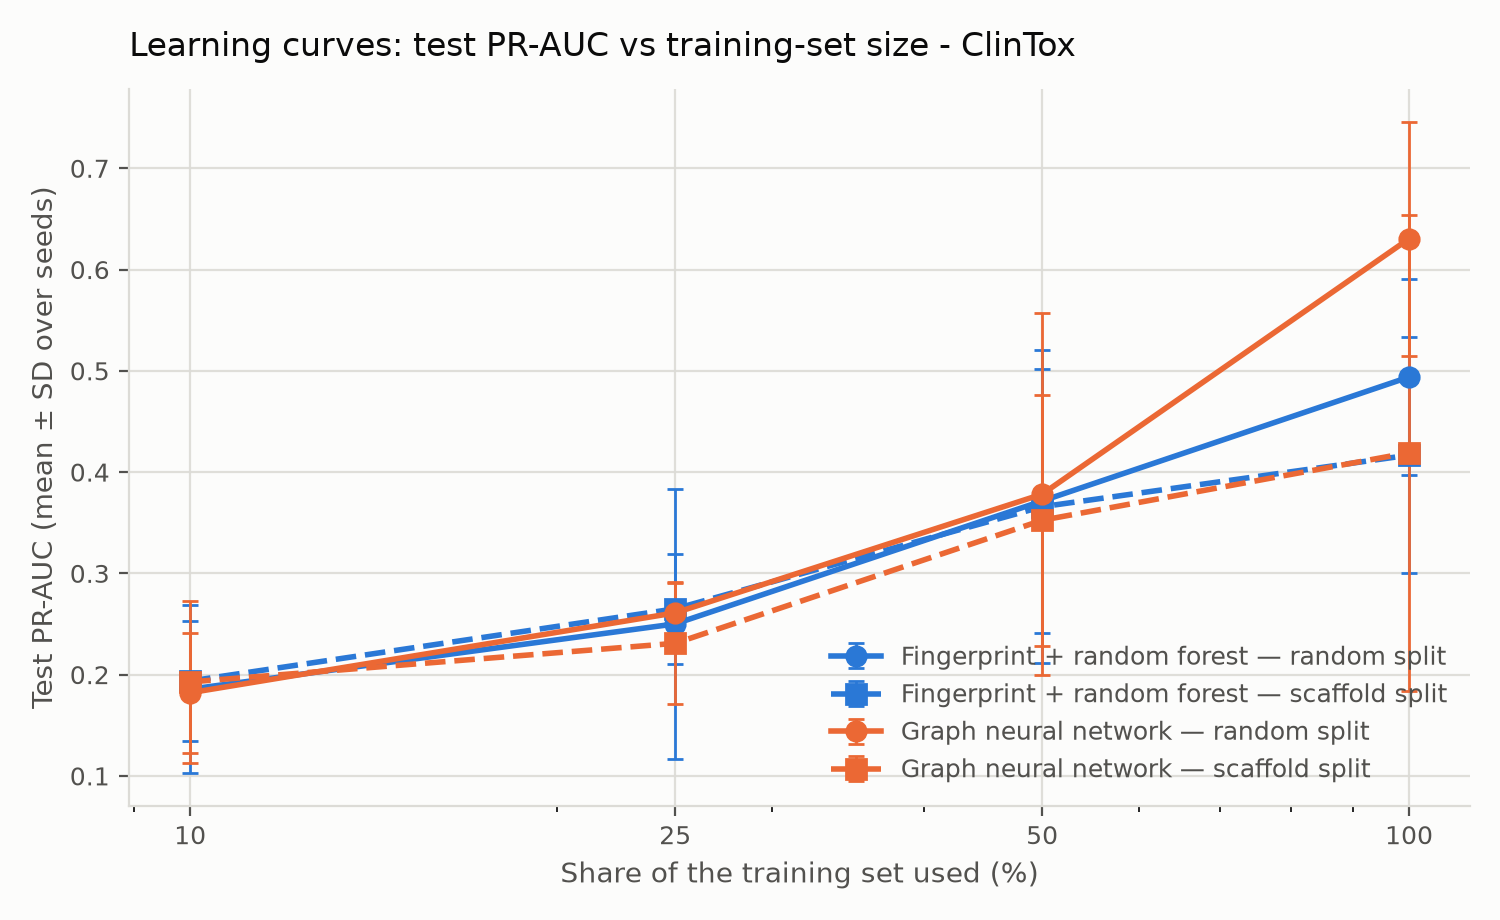 Learning curves: test PR-AUC vs training-set size - ClinTox
Test PR-AUC (mean ± SD over seeds)
0.7
0.6
0.5
0.4
0.3
0.2
0.1
Fingerprint + random forest — random split
Fingerprint + random forest — scaffold split
Graph neural network — random split
Graph neural network — scaffold split
10 25 50 100
Share of the training set used (%)